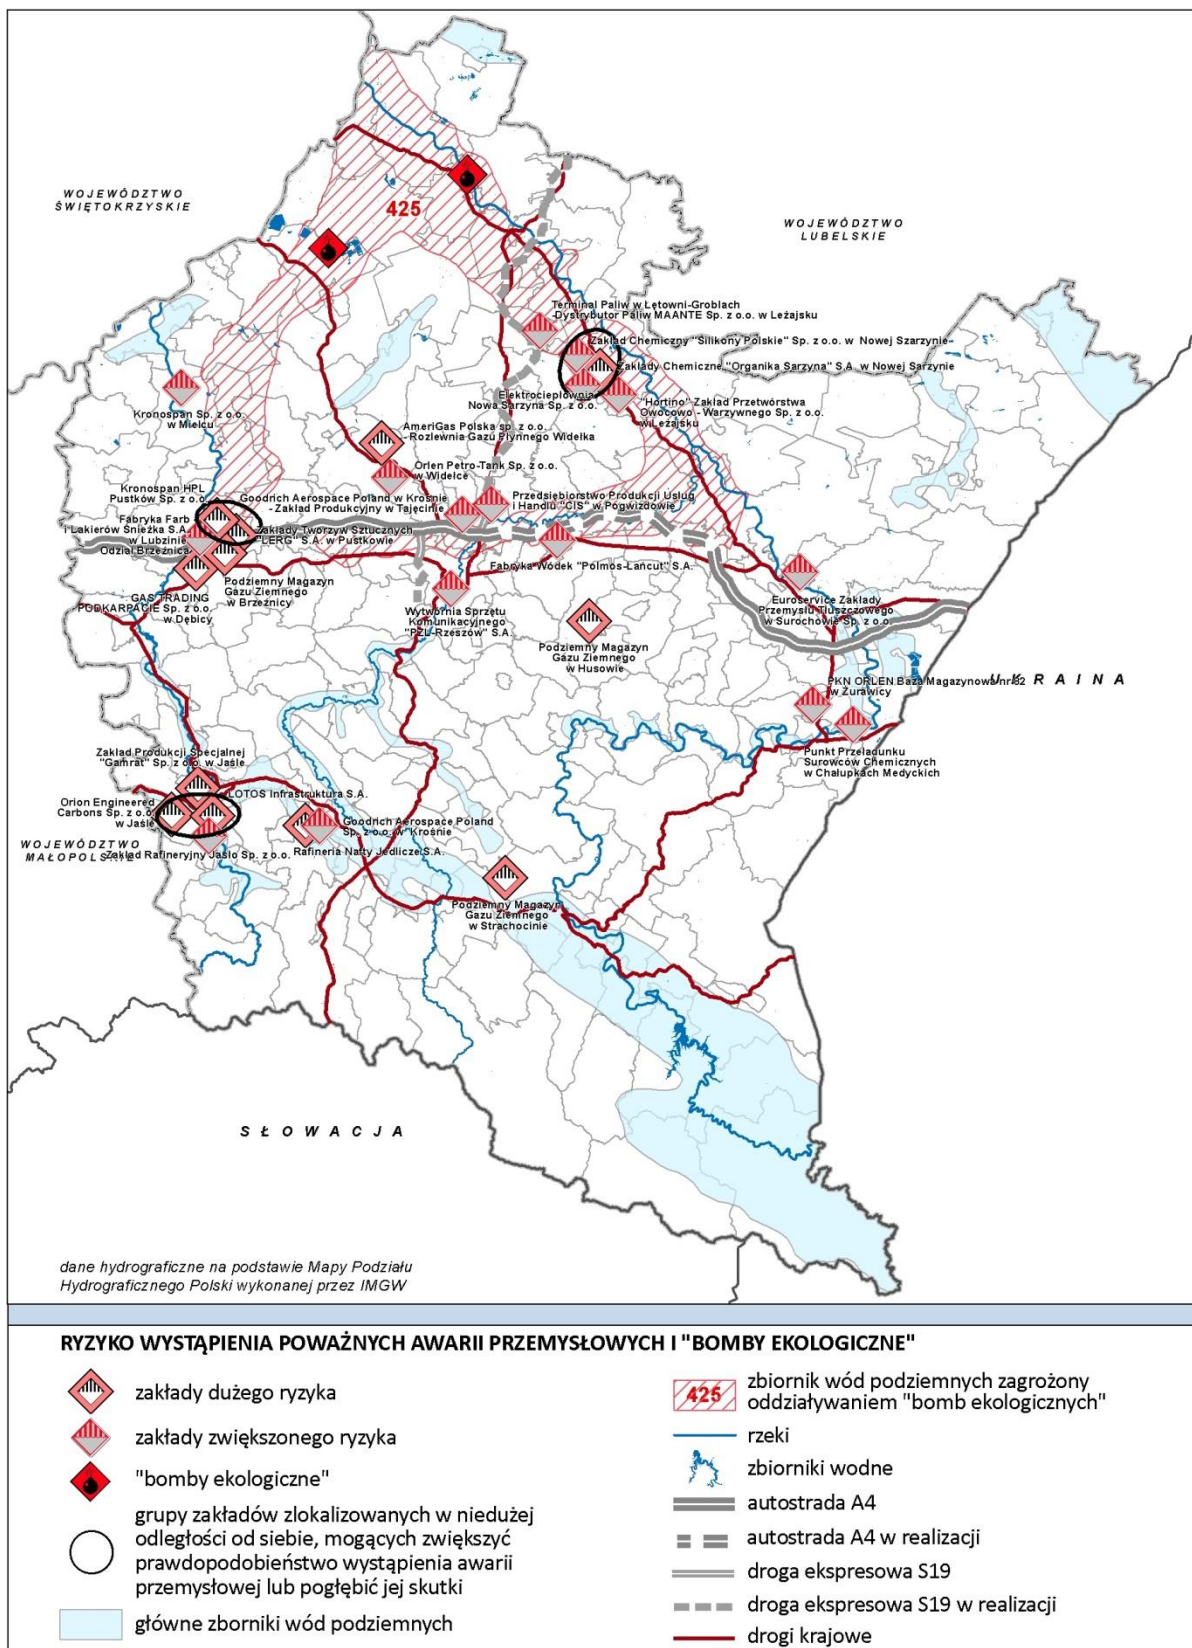 WOJEWÓDZTWO
ŚWIĘTOKRZYSKIE
425
WOJEWÓDZTWO
LUBELSKIE
Terminal Paliw w Łętowni-Groblach
-Dystrybutor Paliw MAANTE Sp. z o.o. w Leżajsku
Zakład Chemiczny "Silikony Polskie" Sp. z o.o. w Nowej Szarzynie
Zakłady Chemiczne "Organika Sarzyna" S.A. w Nowej Sarzynie
Elektrociepłownia
Nowa Sarzyna Sp. z o.o.
"Hortino" Zakład Przetwórstwa
Owocowo - Warzywnego Sp. z o.o.
w Leżajsku
Kronospan Sp. z o.o.
w Mielcu
AmeriGas Polska sp. z o.o.
- Rozlewnia Gazu Płynnego Widełka
Orlen Petro-Tank Sp. z o.o.
w Widełce
Kronospan HPL
Pustków Sp. z o.o.
Goodrich Aerospace Poland w Krośnie
- Zakład Produkcyjny w Tajęcinie
Przedsiębiorstwo Produkcji Usług
i Handlu "CIS" w Pogwizdowie
Fabryka Farb
i Lakierów Śnieżka S.A.
w Lubzinie
Odział Brzeźnica
Zakłady Tworzyw Sztucznych
"LERG" S.A. w Pustkowie
Fabryka Wódek "Polmos-Łańcut" S.A.
GAS TRADING
PODKARPACIE Sp. z o.o.
w Dębicy
Podziemny Magazyn
Gazu Ziemnego
w Brzeźnicy
Wytwórnia Sprzętu
Komunikacyjnego
"PZL-Rzeszów" S.A.
Euroservice Zakłady
Przemysłu Tłuszczowego
w Surochowie Sp. z o.o.
Podziemny Magazyn
Gazu Ziemnego
w Husowie
PKN ORLEN Baza Magazynowa nr 82
w Żurawicy
UKRAINA
Punkt Przeładunku
Surowców Chemicznych
w Chałupkach Medyckich
Zakład Produkcji Specjalnej
"Gamrat" Sp. z o.o. w Jaśle
LOTOS Infrastruktura S.A.
Orion Engineered
Carbons Sp. z o.o.
w Jaśle
Goodrich Aerospace Poland
Sp. z o.o. w Krośnie
WOJEWÓDZTWO
MAŁOPOLSKIE
Zakład Rafineryjny Jasło Sp. z o.o.
Rafineria Nafty Jedlicze S.A.
Podziemny Magazyn
Gazu Ziemnego
w Strachocinie
SŁOWACJA
dane hydrograficzne na podstawie Mapy Podziału
Hydrograficznego Polski wykonanej przez IMGW
RYZYKO WYSTĄPIENIA POWAŻNYCH AWARII PRZEMYSŁOWYCH I "BOMBY EKOLOGICZNE"
zakłady dużego ryzyka
zakłady zwiększonego ryzyka
"bomby ekologiczne"
grupy zakładów zlokalizowanych w niedużej
odległości od siebie, mogących zwiększyć
prawdopodobieństwo wystąpienia awarii
przemysłowej lub pogłębić jej skutki
główne zborniki wód podziemnych
425
zbiornik wód podziemnych zagrożony
oddziaływaniem "bomb ekologicznych"
rzeki
zbiorniki wodne
autostrada A4
autostrada A4 w realizacji
droga ekspresowa S19
droga ekspresowa S19 w realizacji
drogi krajowe